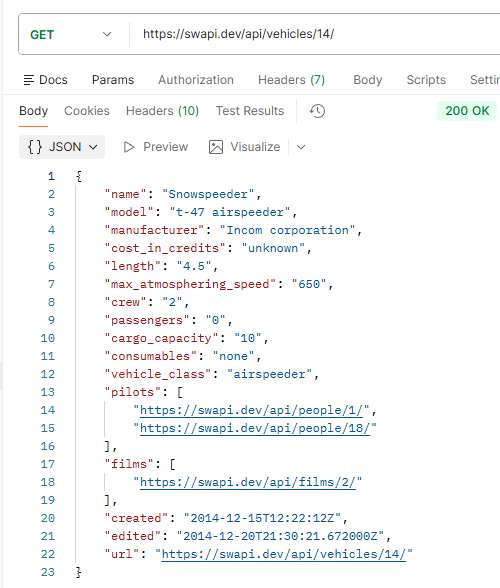 GET https://swapi.dev/api/vehicles/14/
Docs Params Authorization Headers (7) Body Scripts Settin
Body Cookies Headers (10) Test Results 200 OK
{} JSON Preview Visualize
1 {
2 "name": "Snowspeeder",
3 "model": "t-47 airspeeder",
4 "manufacturer": "Incom corporation",
5 "cost_in_credits": "unknown",
6 "length": "4.5",
7 "max_atmosphering_speed": "650",
8 "crew": "2",
9 "passengers": "0",
10 "cargo_capacity": "10",
11 "consumables": "none",
12 "vehicle_class": "airspeeder",
13 "pilots": [
14 "https://swapi.dev/api/people/1/",
15 "https://swapi.dev/api/people/18/"
16 ],
17 "films": [
18 "https://swapi.dev/api/films/2/"
19 ],
20 "created": "2014-12-15T12:22:12Z",
21 "edited": "2014-12-20T21:30:21.672000Z",
22 "url": "https://swapi.dev/api/vehicles/14/"
23 }